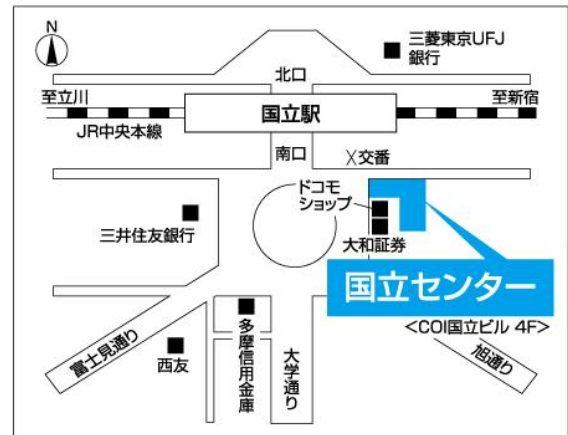 N
三菱東京UFJ
銀行
北口
至立川
至新宿
国立駅
JR中央本線
南口
X交番
ドコモ
ショップ
三井住友銀行
大和証券
国立センター
<COI国立ビル 4F>
富士見通り
西友
多摩信用金庫
大学通り
旭通り